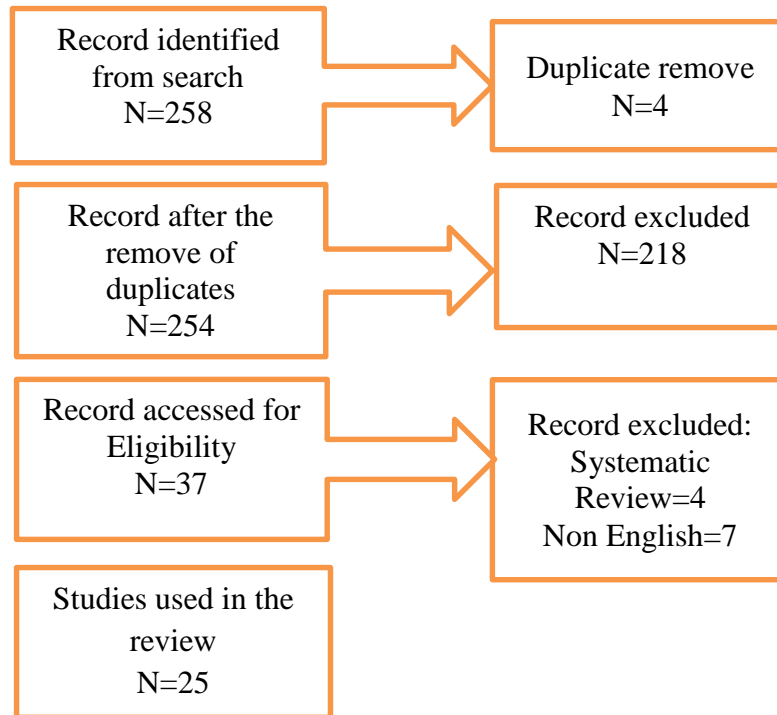 Record identified
from search
N=258
Duplicate remove
N=4
Record after the
remove of
duplicates
N=254
Record excluded
N=218
Record accessed for
Eligibility
N=37
Record excluded:
Systematic
Review=4
Non English=7
Studies used in the
review
N=25